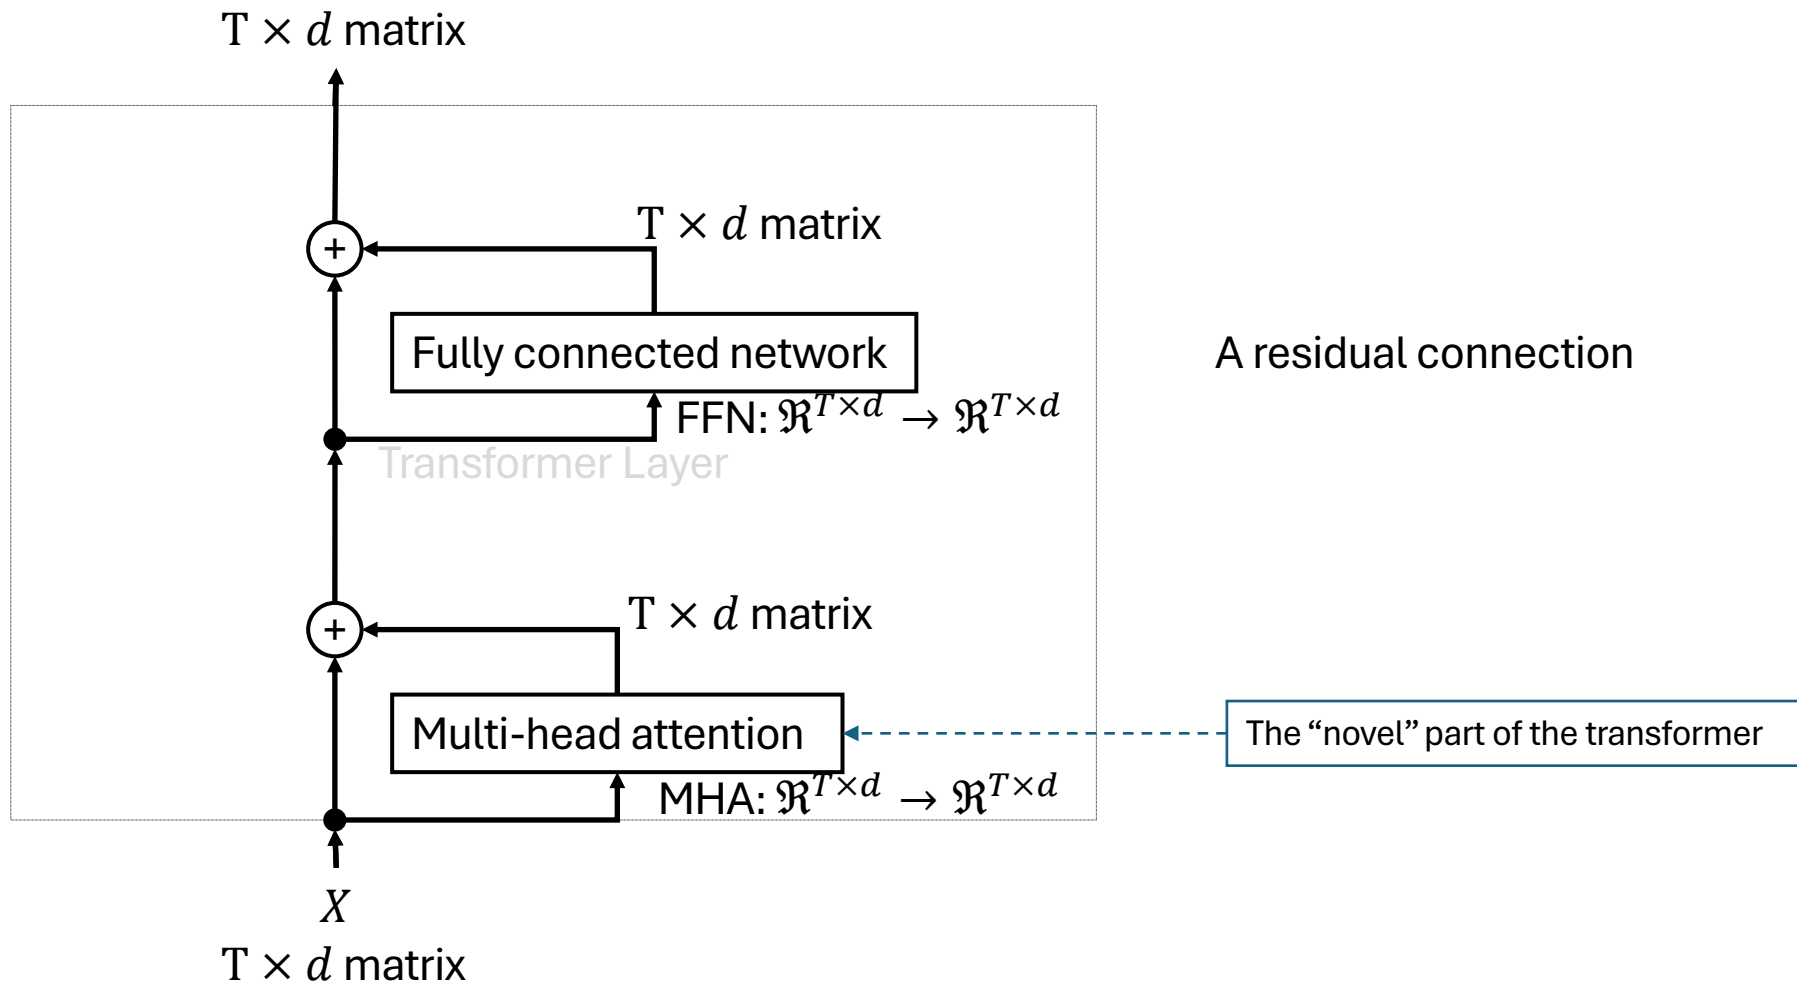 T × d matrix
+
T × d matrix
Fully connected network
A residual connection
FFN: ℜ^{T×d} → ℜ^{T×d}
Transformer Layer
+
T × d matrix
Multi-head attention
The “novel” part of the transformer
MHA: ℜ^{T×d} → ℜ^{T×d}
X
T × d matrix